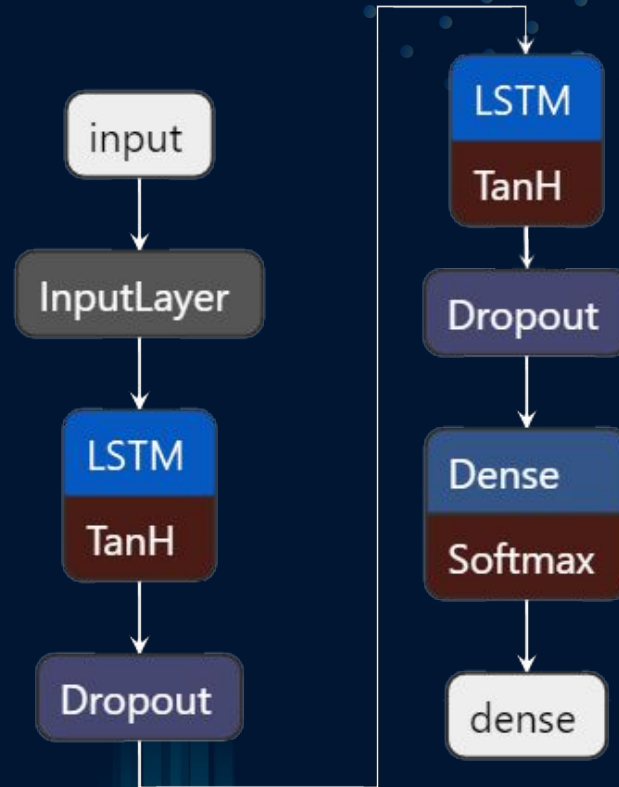 input
InputLayer
LSTM
TanH
Dropout
LSTM
TanH
Dropout
Dense
Softmax
dense